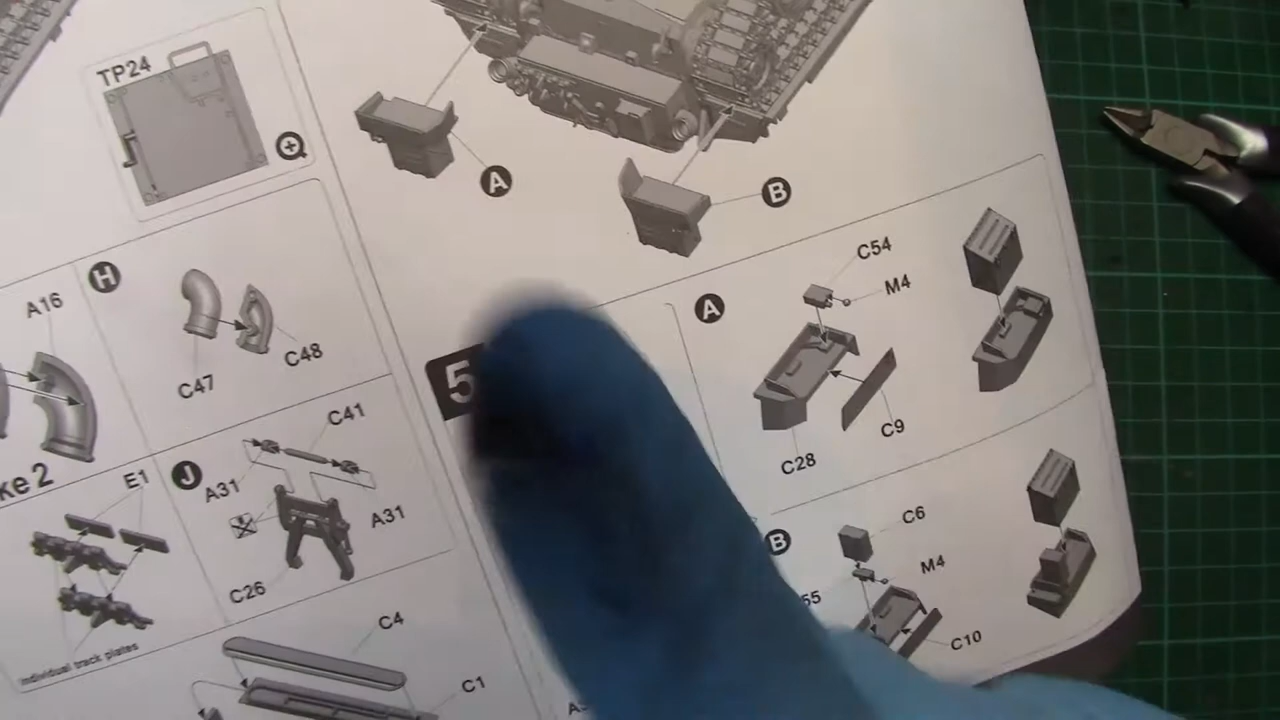 TP24
A
B
A16
H
C47
C48
ke 2
E1
J
C41
A31
A31
C26
individual track plates
C4
C1
5
A
C54
M4
C9
C28
B
C6
M4
55
C10